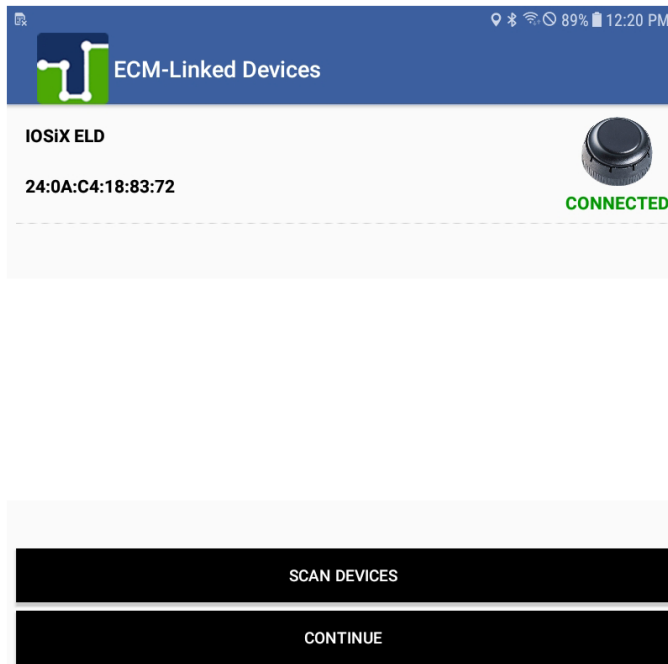 89% 12:20 PM
ECM-Linked Devices
IOSiX ELD
24:0A:C4:18:83:72
CONNECTED
SCAN DEVICES
CONTINUE